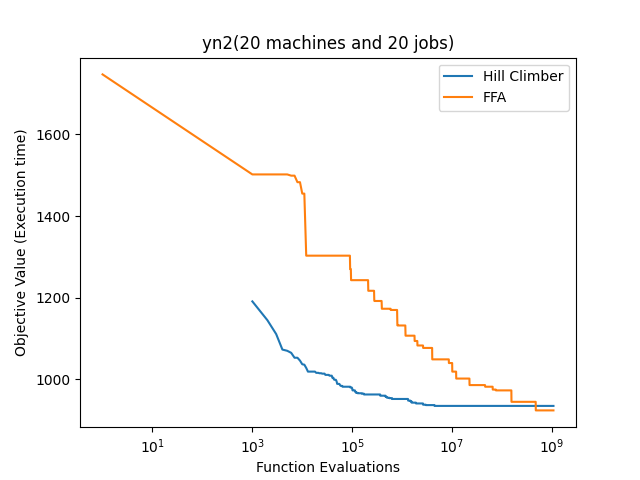 yn2(20 machines and 20 jobs)
Hill Climber
FFA
Objective Value (Execution time)
1600
1400
1200
1000
10^1 10^3 10^5 10^7 10^9
Function Evaluations